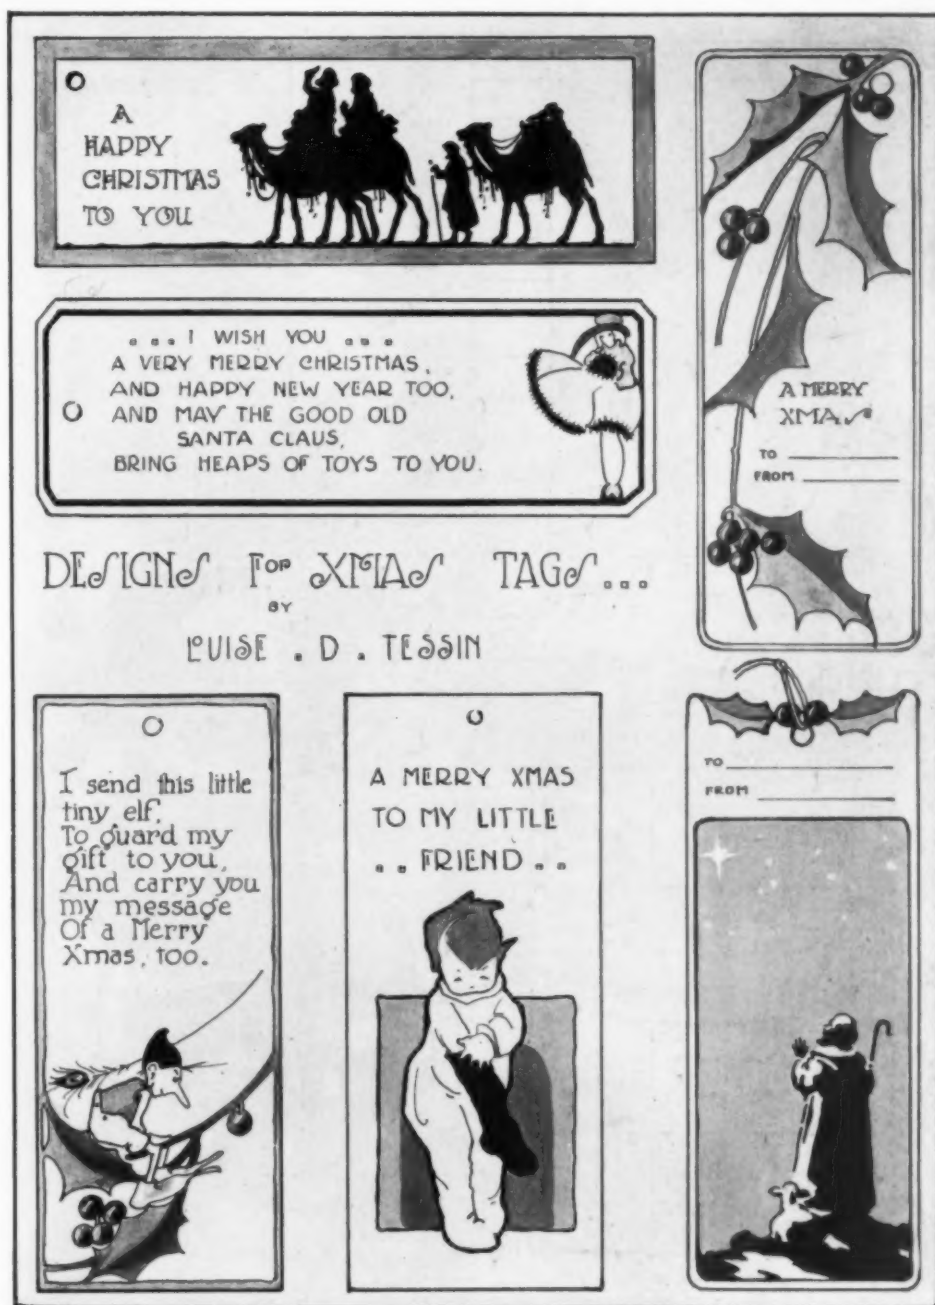 A
HAPPY
CHRISTMAS
TO YOU
. . . I WISH YOU . . .
A VERY MERRY CHRISTMAS,
AND HAPPY NEW YEAR TOO,
AND MAY THE GOOD OLD
SANTA CLAUS,
BRING HEAPS OF TOYS TO YOU.
A MERRY
XMAS
TO
FROM
DESIGNS FOR XMAS TAGS...
BY
LOUISE . D . TESSIN
I send this little
tiny elf,
To guard my
gift to you,
And carry you
my message
Of a Merry
Xmas, too.
A MERRY XMAS
TO MY LITTLE
. . FRIEND . .
TO
FROM